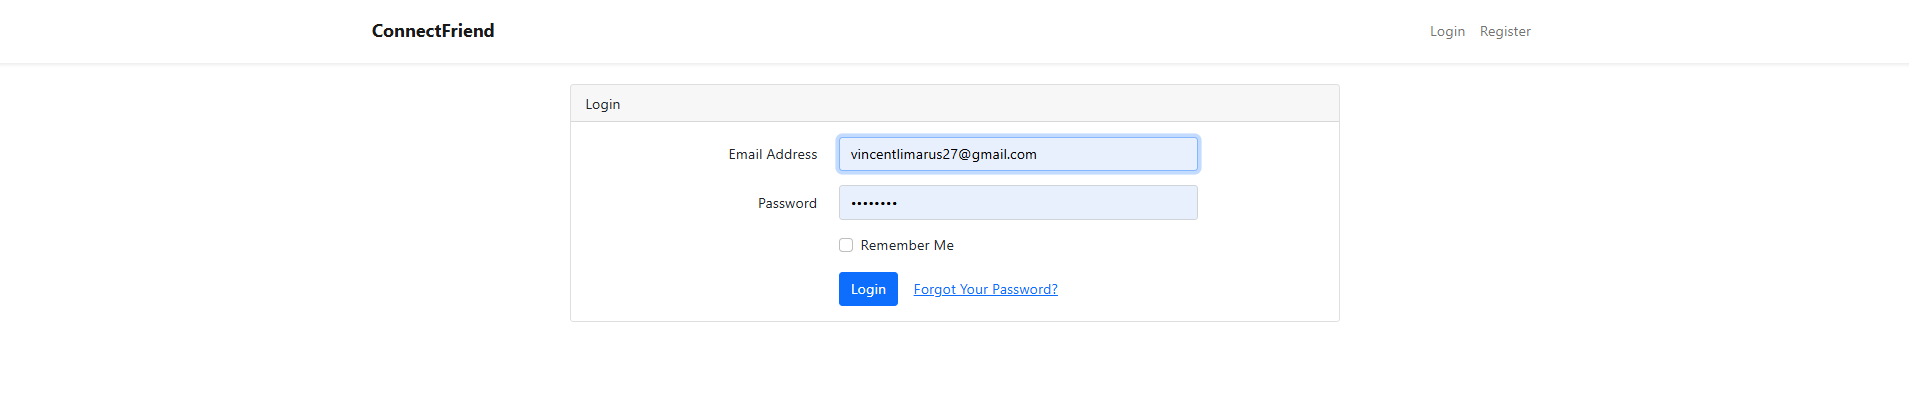 ConnectFriend
Login Register
Login
Email Address vincentlimarus27@gmail.com
Password ••••••••
Remember Me
Login Forgot Your Password?